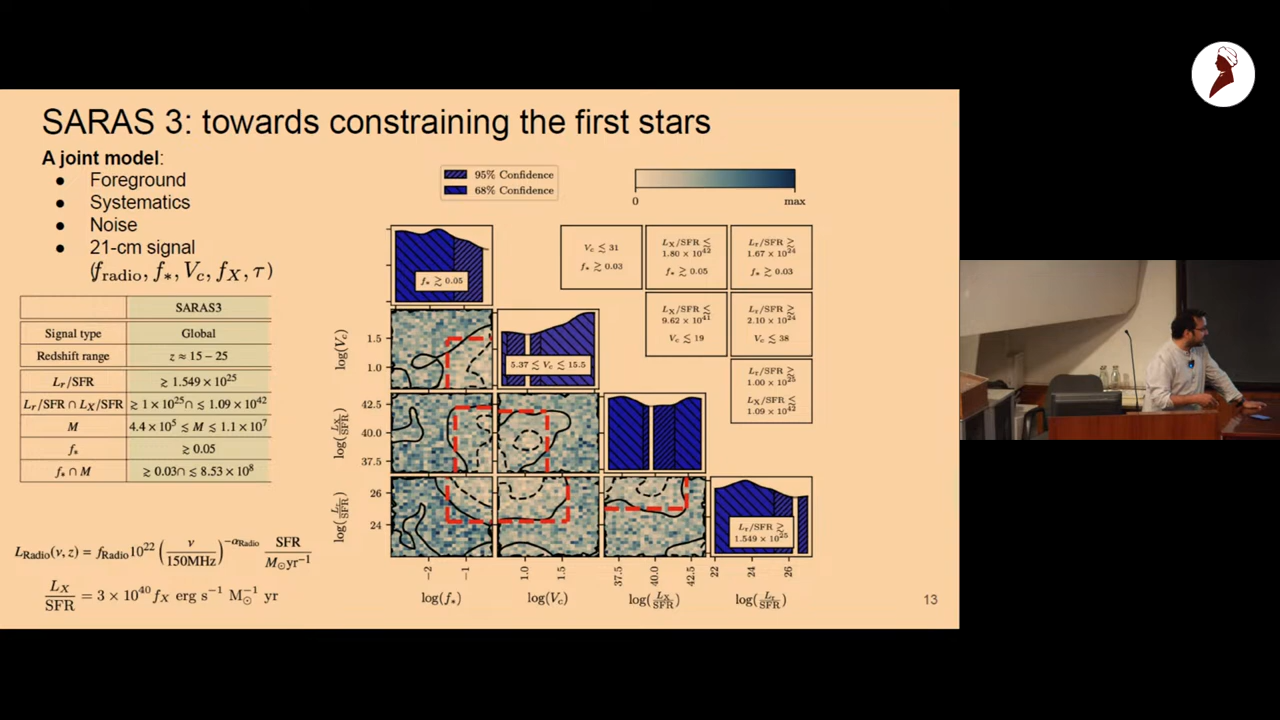 SARAS 3: towards constraining the first stars
A joint model:
● Foreground
● Systematics
● Noise
● 21-cm signal
(f_radio, f_*, V_c, f_X, τ)
SARAS3
Signal type Global
Redshift range z ≈ 15 − 25
L_r/SFR ≳ 1.549 × 10^25
L_r/SFR ∩ L_X/SFR ≳ 1 × 10^25 ∩ ≲ 1.09 × 10^42
M 4.4 × 10^5 ≲ M ≲ 1.1 × 10^7
f_* ≳ 0.05
f_* ∩ M ≳ 0.03∩ ≲ 8.53 × 10^8
L_Radio(ν, z) = f_Radio 10^22 (ν / 150MHz)^−α_Radio SFR / M_⊙yr^−1
L_X / SFR = 3 × 10^40 f_X erg s^−1 M_⊙^−1 yr
95% Confidence
68% Confidence
0 max
f_* ≳ 0.05
V_c ≲ 31
f_* ≳ 0.03
L_X/SFR ≲
1.80 × 10^42
f_* ≳ 0.05
L_r/SFR ≳
1.67 × 10^24
f_* ≳ 0.03
log(V_c)
1.5
1.0
5.37 ≲ V_c ≲ 15.5
L_X/SFR ≲
9.62 × 10^41
V_c ≲ 19
L_r/SFR ≳
2.10 × 10^24
V_c ≲ 38
log(L_X/SFR)
42.5
40.0
37.5
L_r/SFR ≳
1.00 × 10^25
L_X/SFR ≲
1.09 × 10^42
log(L_r/SFR)
26
24
L_r/SFR ≳
1.549 × 10^25
−2 −1 1.0 1.5 37.5 40.0 42.5 22 24 26
log(f_*) log(V_c) log(L_X/SFR) log(L_r/SFR)
13